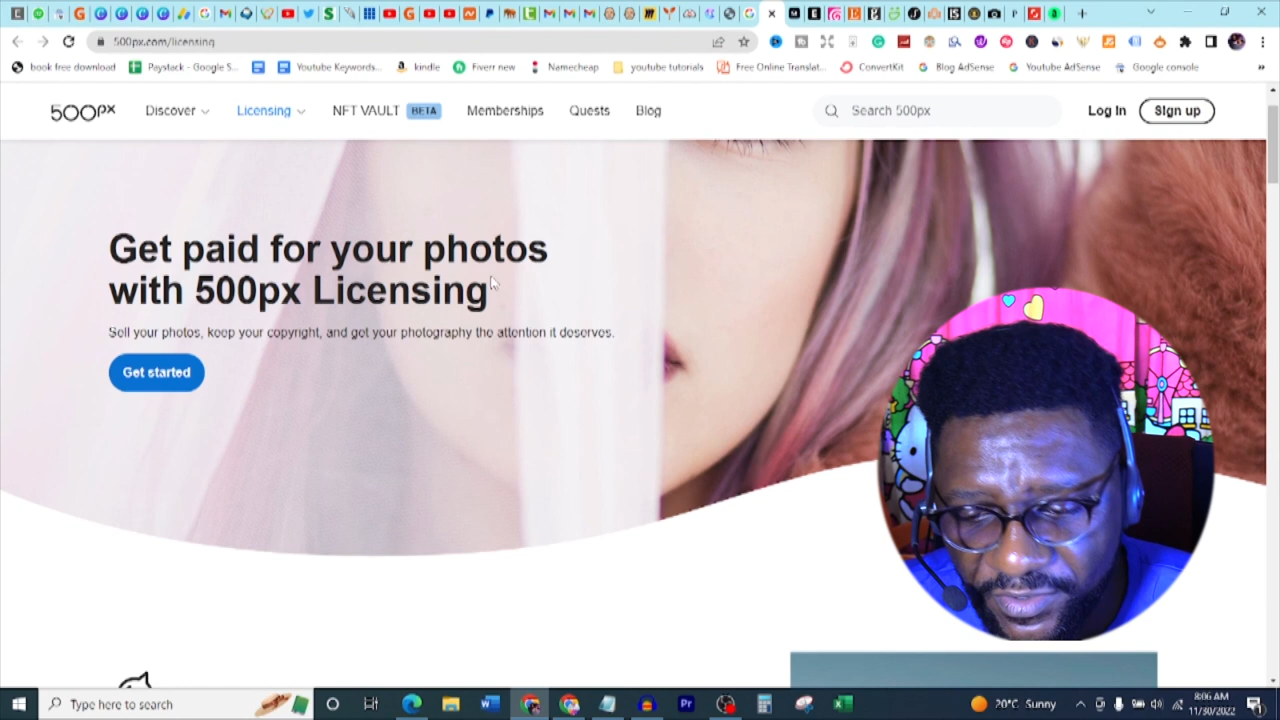 500px.com/licensing
book free download
Paystack - Google S...
Youtube Keywords...
kindle
Fiverr new
Namecheap
youtube tutorials
Free Online Translat...
ConvertKit
Blog AdSense
Youtube AdSense
Google console
500px
Discover
Licensing
NFT VAULT BETA
Memberships
Quests
Blog
Search 500px
Log in
Sign up
Get paid for your photos
with 500px Licensing
Sell your photos, keep your copyright, and get your photography the attention it deserves.
Get started
Type here to search
20°C Sunny
8:06 AM
11/30/2022